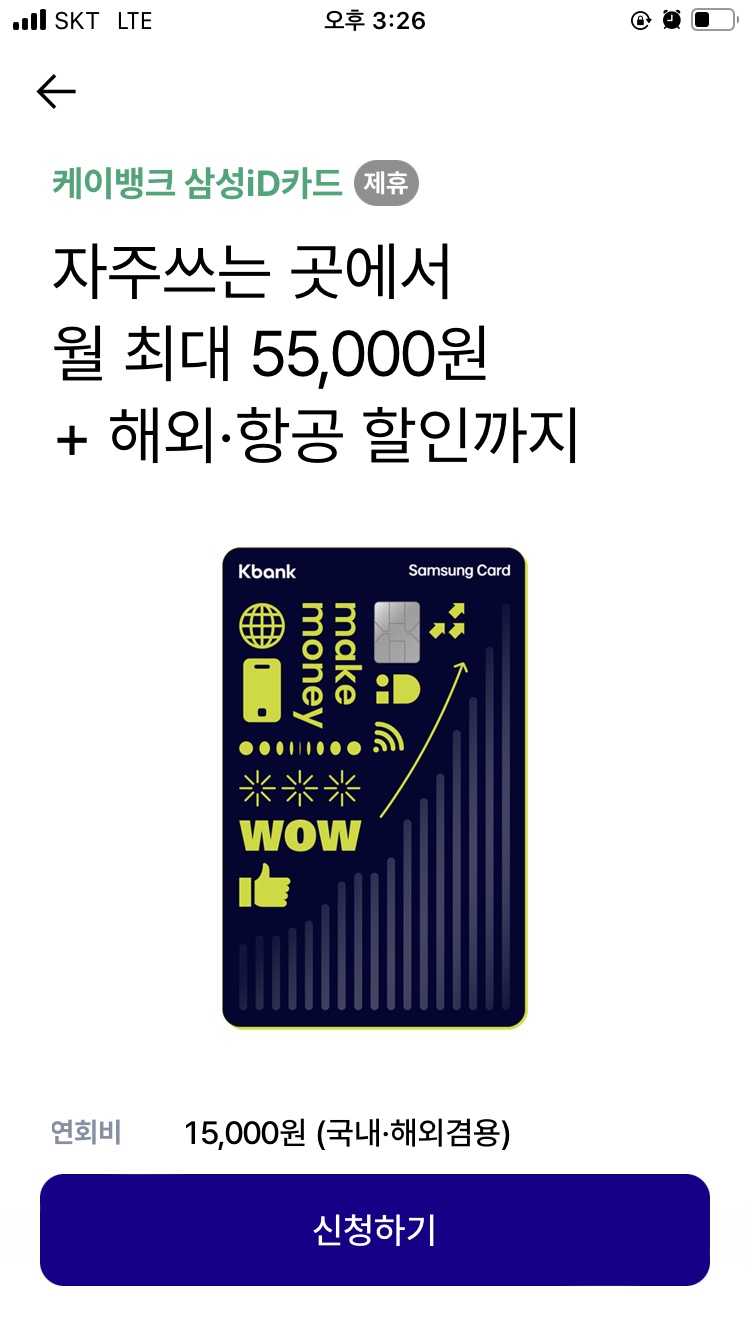 SKT LTE 오후 3:26
케이뱅크 삼성iD카드 제휴
자주쓰는 곳에서
월 최대 55,000원
+ 해외·항공 할인까지
Kbank Samsung Card
make
money
iD
WOW
연회비 15,000원 (국내·해외겸용)
신청하기